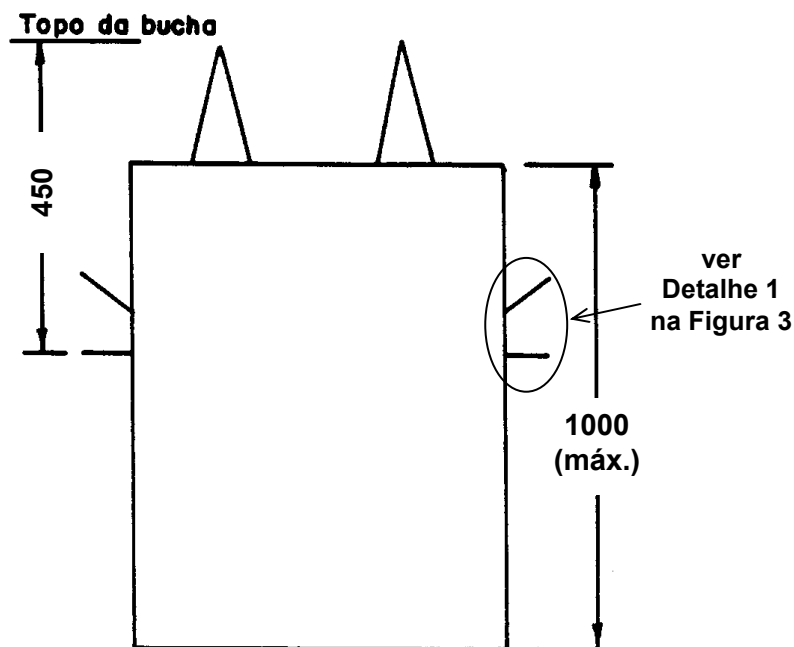 Topo da bucha
450
ver
Detalhe 1
na Figura 3
1000
(máx.)